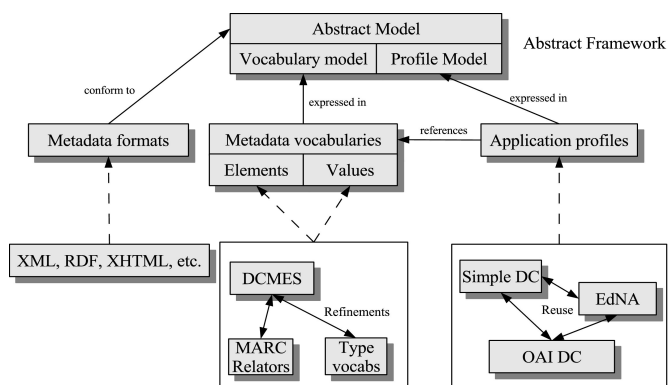 Abstract Model
Abstract Framework
Vocabulary model
Profile Model
conform to
expressed in
expressed in
Metadata formats
Metadata vocabularies
references
Application profiles
Elements
Values
XML, RDF, XHTML, etc.
DCMES
Simple DC
EdNA
Refinements
Reuse
MARC
Relators
Type
vocabs
OAI DC